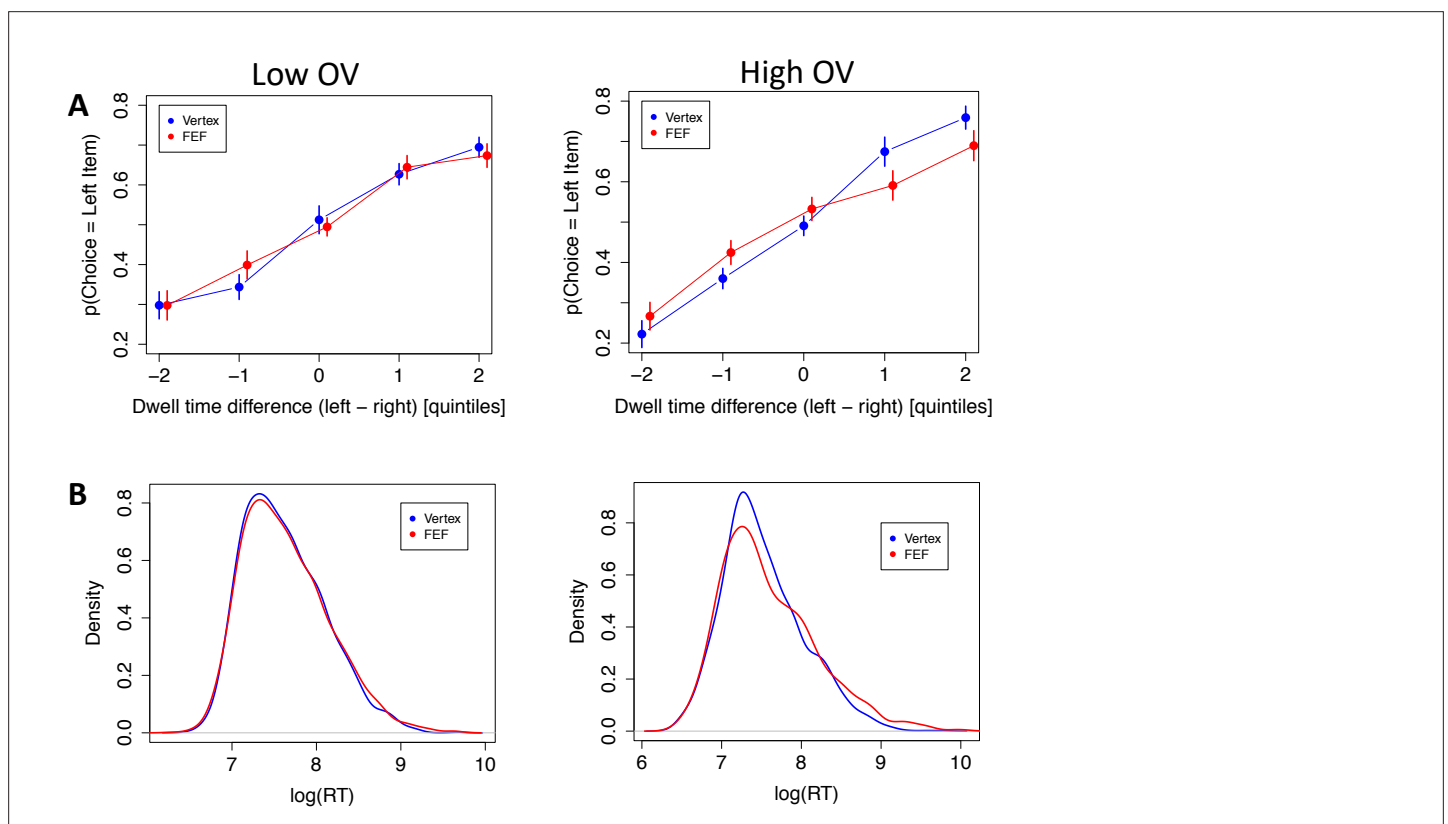 Low OV
High OV
A
p(Choice = Left Item)
0.2 0.4 0.6 0.8
Vertex
FEF
−2 −1 0 1 2
Dwell time difference (left − right) [quintiles]
p(Choice = Left Item)
0.2 0.4 0.6 0.8
Vertex
FEF
−2 −1 0 1 2
Dwell time difference (left − right) [quintiles]
B
Density
0.0 0.2 0.4 0.6 0.8
Vertex
FEF
7 8 9 10
log(RT)
Density
0.0 0.2 0.4 0.6 0.8
Vertex
FEF
6 7 8 9 10
log(RT)